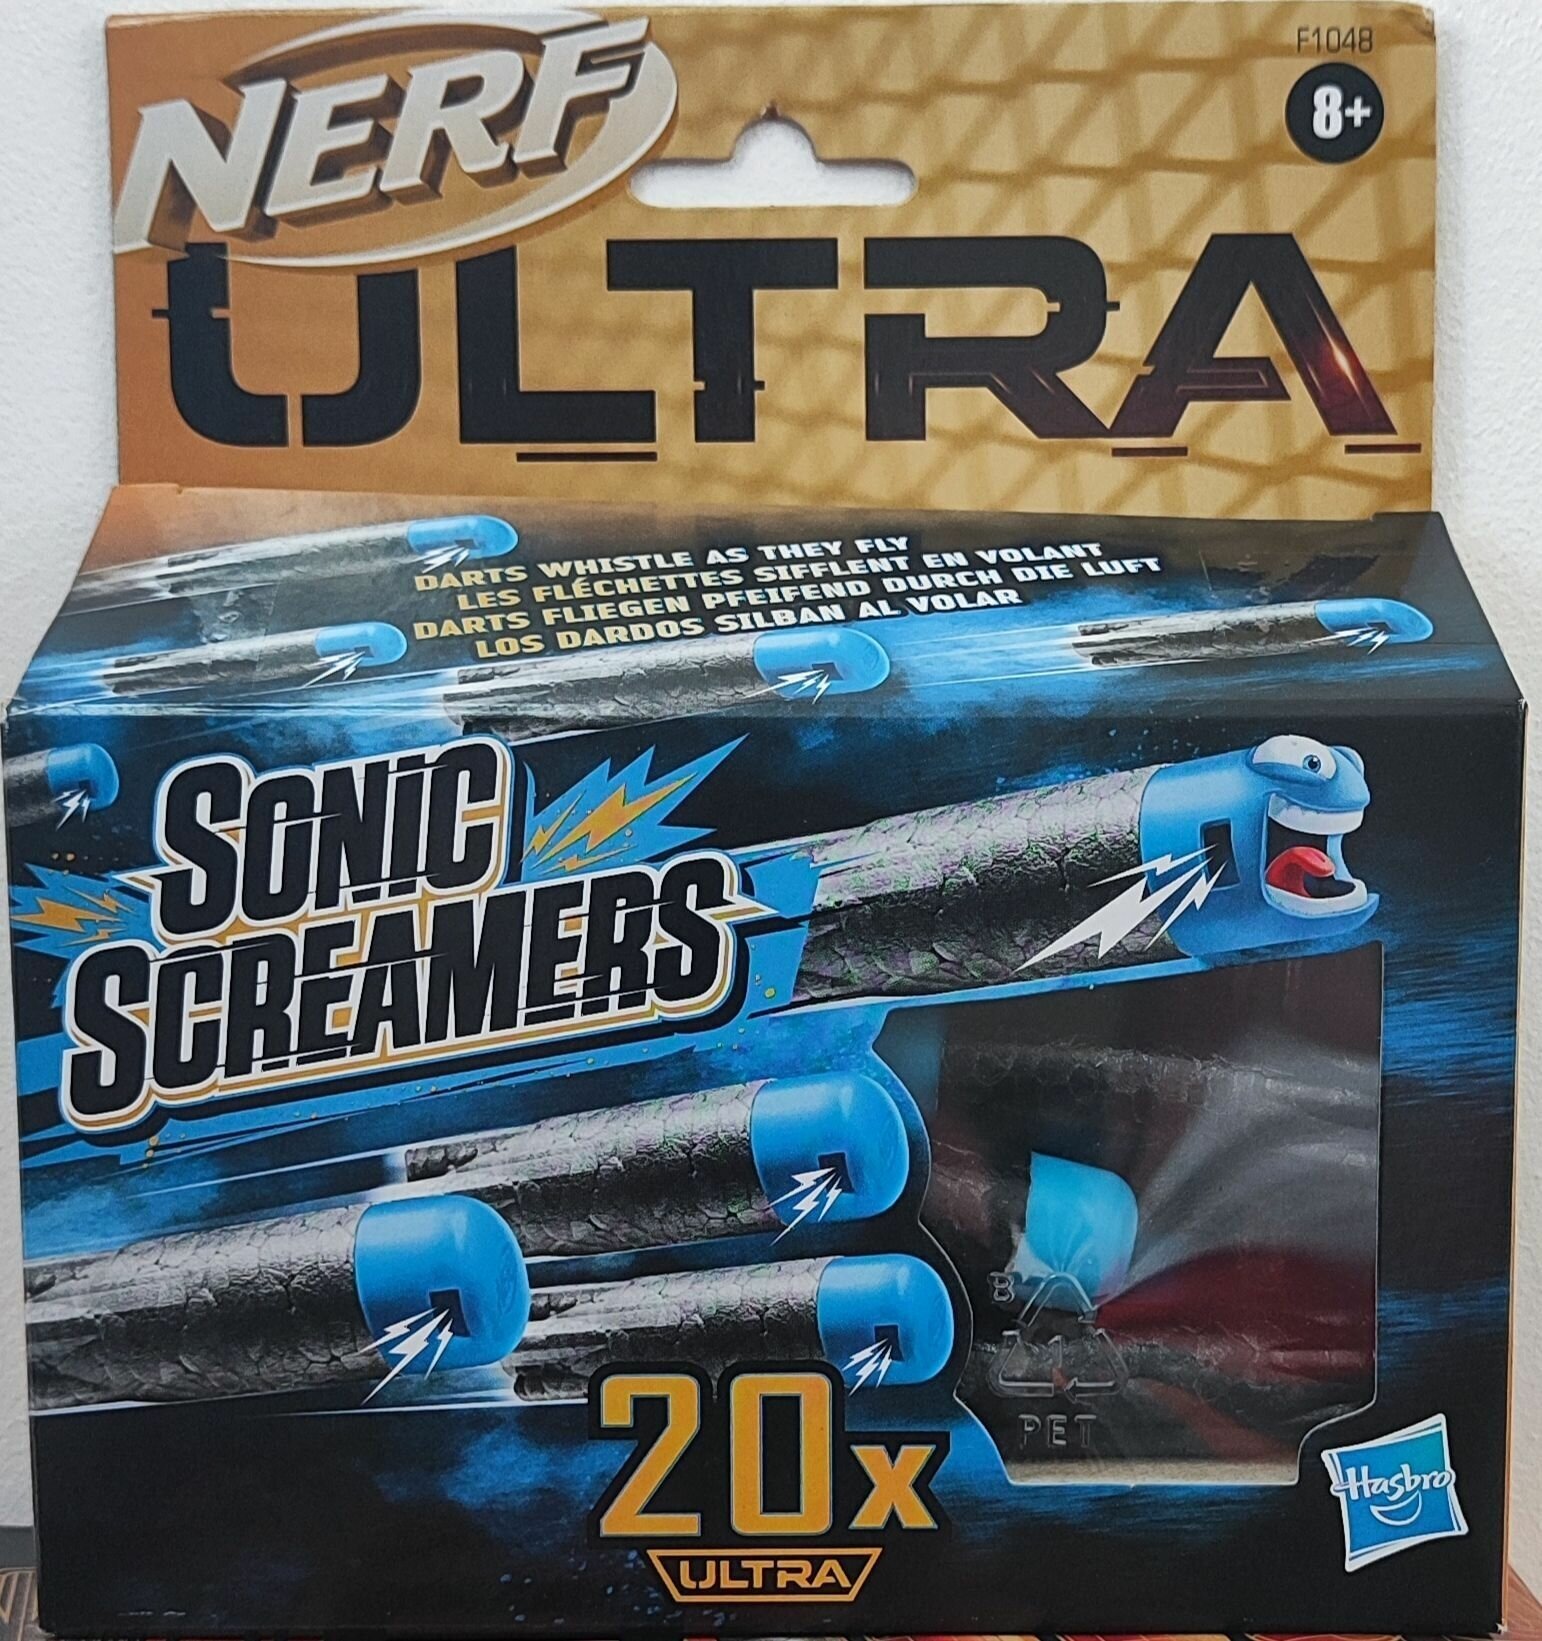 F1048
8+
NERF
ULTRA
DARTS WHISTLE AS THEY FLY
LES FLÉCHETTES SIFFLENT EN VOLANT
DARTS FLIEGEN PFEIFEND DURCH DIE LUFT
LOS DARDOS SILBAN AL VOLAR
SONIC
SCREAMERS
B
1
PET
20x
ULTRA
Hasbro